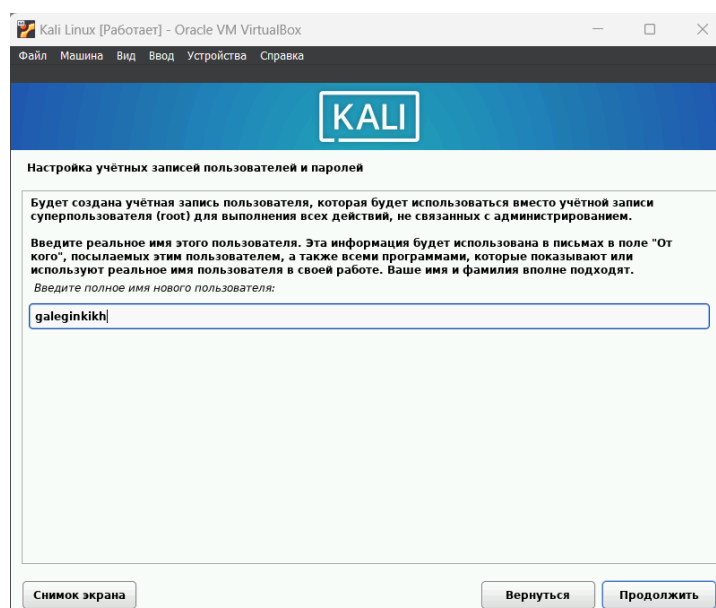 Kali Linux [Работает] - Oracle VM VirtualBox
Файл Машина Вид Ввод Устройства Справка
KALI
Настройка учётных записей пользователей и паролей
Будет создана учётная запись пользователя, которая будет использоваться вместо учётной записи
суперпользователя (root) для выполнения всех действий, не связанных с администрированием.
Введите реальное имя этого пользователя. Эта информация будет использована в письмах в поле "От
кого", посылаемых этим пользователем, а также всеми программами, которые показывают или
используют реальное имя пользователя в своей работе. Ваше имя и фамилия вполне подходят.
Введите полное имя нового пользователя:
galeginkikh
Снимок экрана Вернуться Продолжить